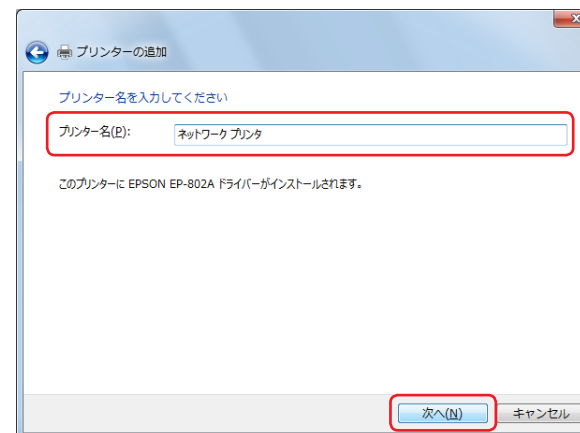 プリンターの追加
プリンター名を入力してください
プリンター名(P): ネットワーク プリンタ
このプリンターに EPSON EP-802A ドライバーがインストールされます。
次へ(N) キャンセル